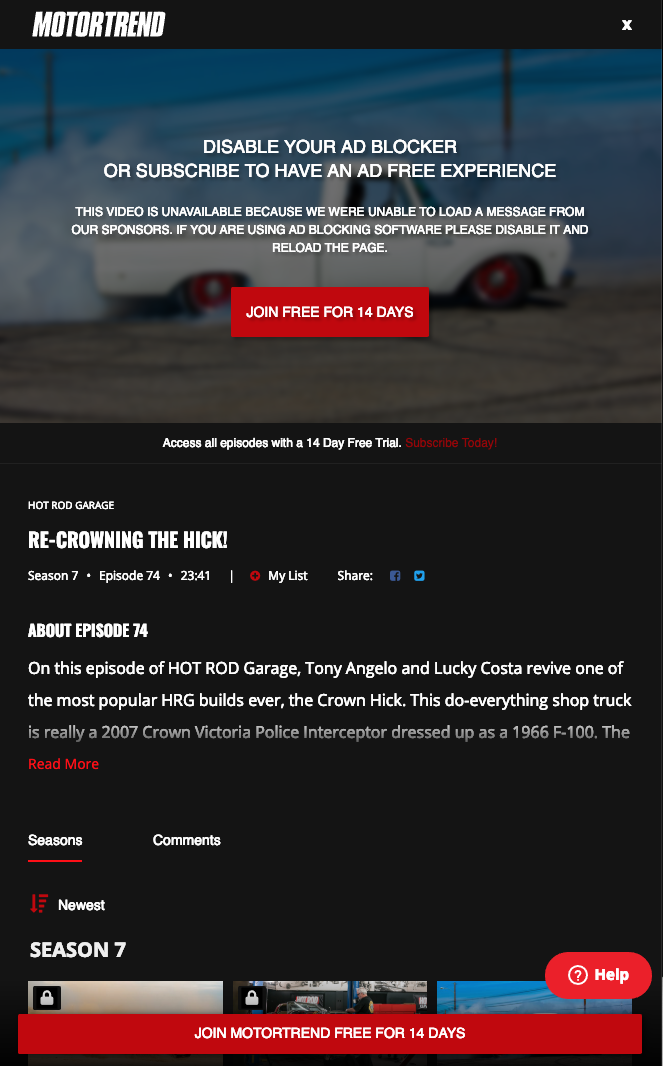 MOTORTREND
X
DISABLE YOUR AD BLOCKER
OR SUBSCRIBE TO HAVE AN AD FREE EXPERIENCE
THIS VIDEO IS UNAVAILABLE BECAUSE WE WERE UNABLE TO LOAD A MESSAGE FROM
OUR SPONSORS. IF YOU ARE USING AD BLOCKING SOFTWARE PLEASE DISABLE IT AND
RELOAD THE PAGE.
JOIN FREE FOR 14 DAYS
Access all episodes with a 14 Day Free Trial. Subscribe Today!
HOT ROD GARAGE
RE-CROWNING THE HICK!
Season 7 • Episode 74 • 23:41 | My List Share:
ABOUT EPISODE 74
On this episode of HOT ROD Garage, Tony Angelo and Lucky Costa revive one of
the most popular HRG builds ever, the Crown Hick. This do-everything shop truck
is really a 2007 Crown Victoria Police Interceptor dressed up as a 1966 F-100. The
Read More
Seasons Comments
Newest
SEASON 7
? Help
JOIN MOTORTREND FREE FOR 14 DAYS